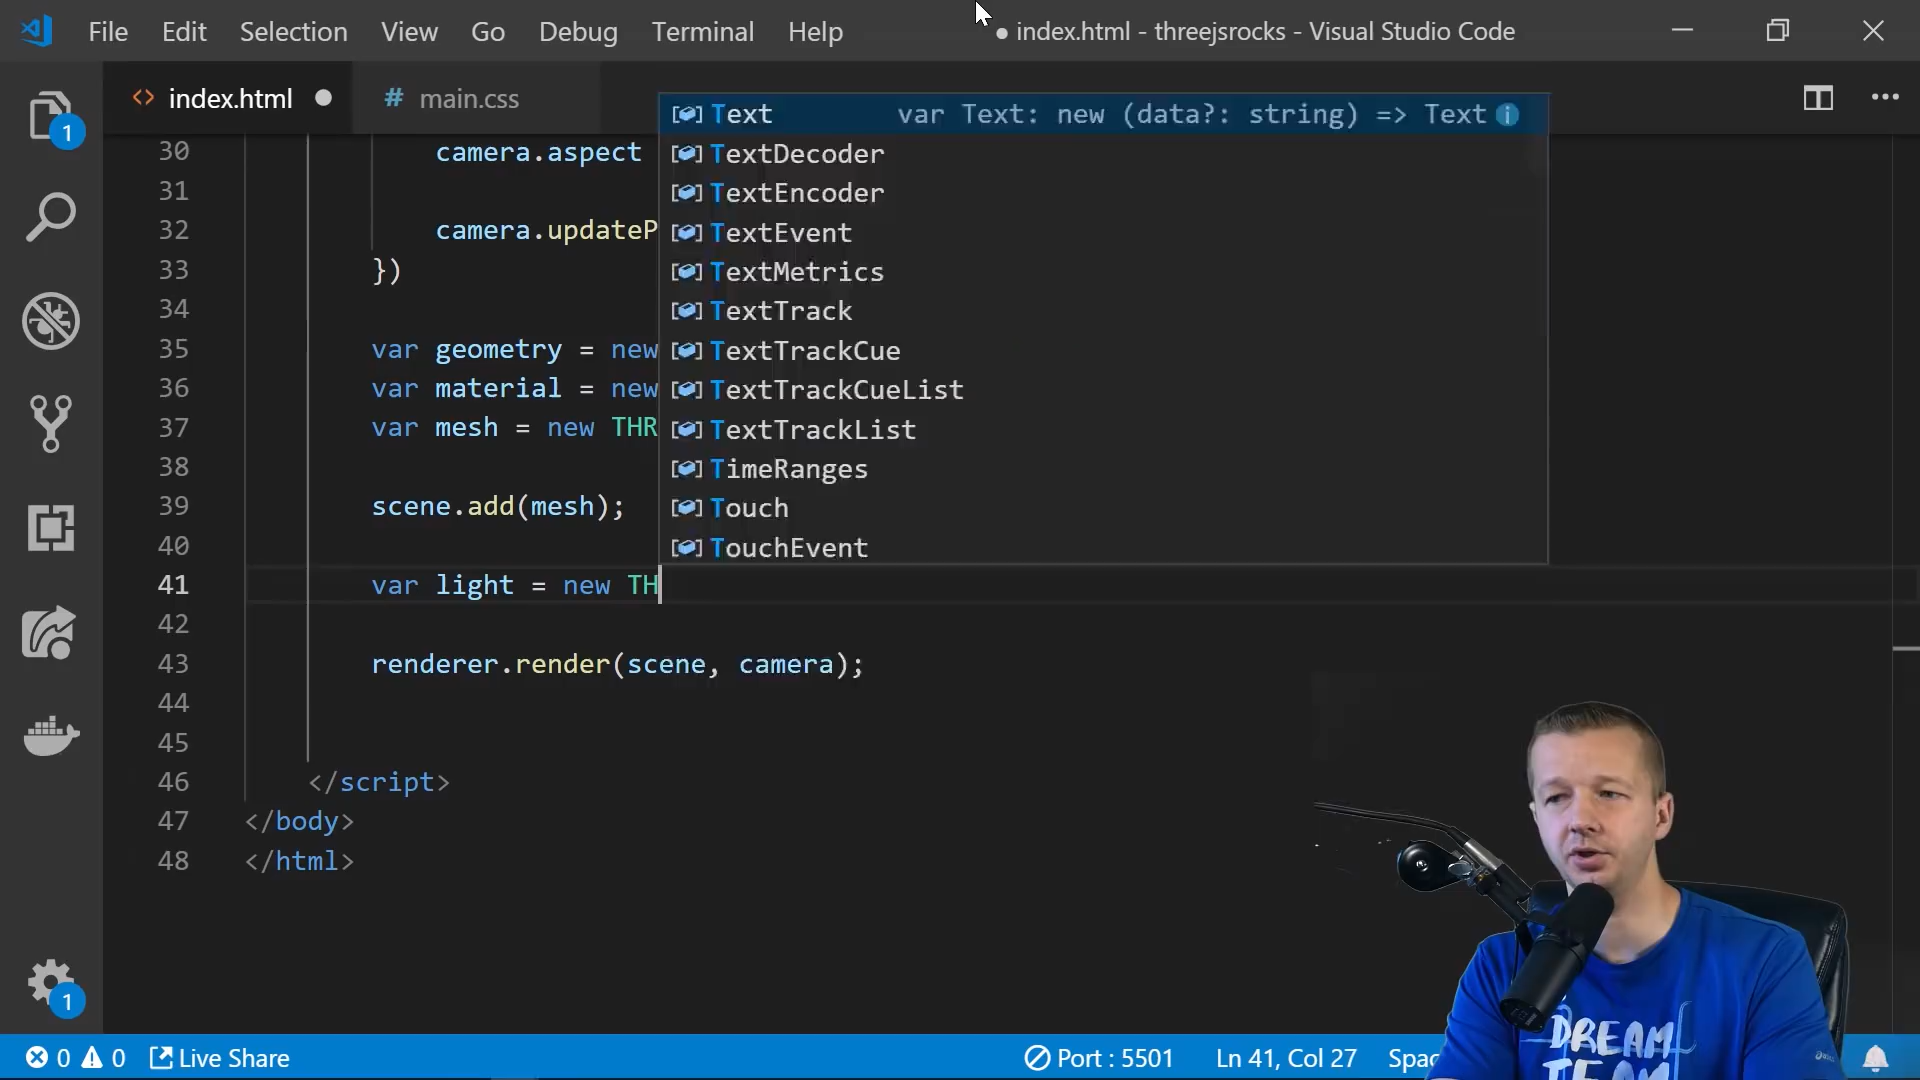 File Edit Selection View Go Debug Terminal Help
● index.html - threejsrocks - Visual Studio Code
<> index.html ●
# main.css
Text var Text: new (data?: string) => Text
TextDecoder
TextEncoder
TextEvent
TextMetrics
TextTrack
TextTrackCue
TextTrackCueList
TextTrackList
TimeRanges
Touch
TouchEvent
30 camera.aspect
31
32 camera.updateP
33 })
34
35 var geometry = new
36 var material = new
37 var mesh = new THR
38
39 scene.add(mesh);
40
41 var light = new TH
42
43 renderer.render(scene, camera);
44
45
46 </script>
47 </body>
48 </html>
1
1
DREAM
TEAM
0 0 Live Share
Port : 5501 Ln 41, Col 27 Spac